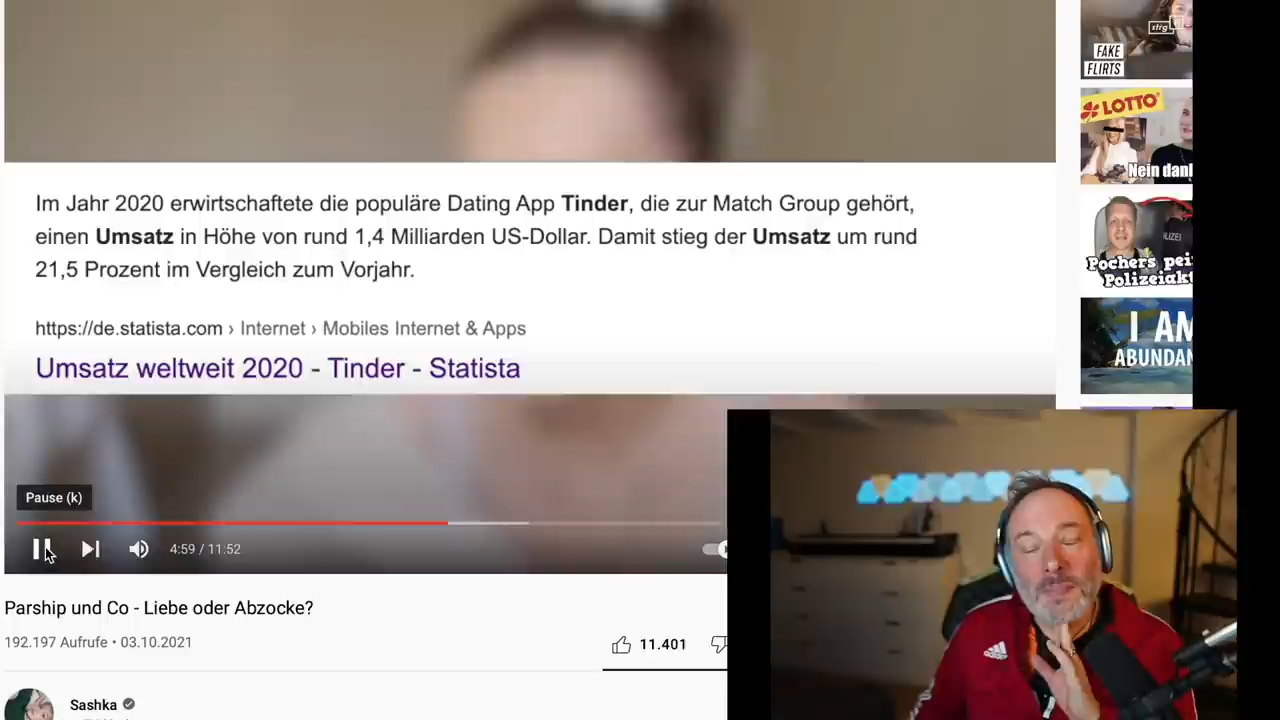 strg F
FAKE
FLIRTS
LOTTO
Nein dan
Im Jahr 2020 erwirtschaftete die populäre Dating App Tinder, die zur Match Group gehört,
einen Umsatz in Höhe von rund 1,4 Milliarden US-Dollar. Damit stieg der Umsatz um rund
21,5 Prozent im Vergleich zum Vorjahr.
Pochers pei
Polizeiak
https://de.statista.com › Internet › Mobiles Internet & Apps
I AM
ABUNDAN
Umsatz weltweit 2020 - Tinder - Statista
Pause (k)
4:59 / 11:52
Parship und Co - Liebe oder Abzocke?
192.197 Aufrufe • 03.10.2021
11.401
Sashka